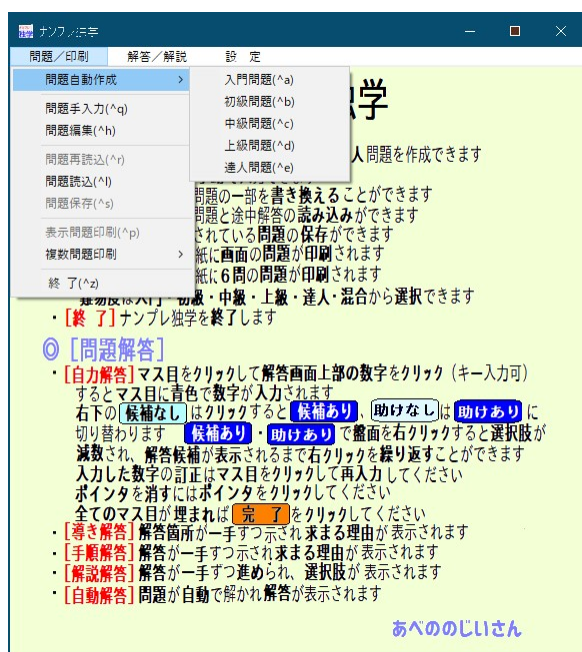 ナンプレ独学
問題／印刷 解答／解説 設 定
問題自動作成 >
入門問題(^a)
初級問題(^b)
中級問題(^c)
上級問題(^d)
達人問題(^e)
問題手入力(^q)
問題編集(^h)
問題再読込(^r)
問題読込(^l)
問題保存(^s)
表示問題印刷(^p)
複数問題印刷 >
終 了(^z)
学
人問題を作成できます
問題の一部を書き換えることができます
問題と途中解答の読み込みができます
されている問題の保存ができます
紙に画面の問題が印刷されます
紙に６問の問題が印刷されます
難易度は入門・初級・中級・上級・達人・混合から選択できます
・[終 了]ナンプレ独学を終了します
◎［問題解答］
・[自力解答]マス目をクリックして解答画面上部の数字をクリック（キー入力可）
するとマス目に青色で数字が入力されます
右下の 候補なし はクリックすると 候補あり 、 助けなし は 助けあり に
切り替わります 候補あり ・ 助けあり で盤面を右クリックすると選択肢が
減数され、解答候補が表示されるまで右クリックを繰り返すことができます
入力した数字の訂正はマス目をクリックして再入力してください
ポインタを消すにはポインタをクリックしてください
全てのマス目が埋まれば 完 了 をクリックしてください
・[導き解答]解答箇所が一手ずつ示され求まる理由が表示されます
・[手順解答]解答が一手ずつ示され求まる理由が表示されます
・[解説解答]解答が一手ずつ進められ、選択肢が表示されます
・[自動解答]問題が自動で解かれ解答が表示されます
あべののじいさん